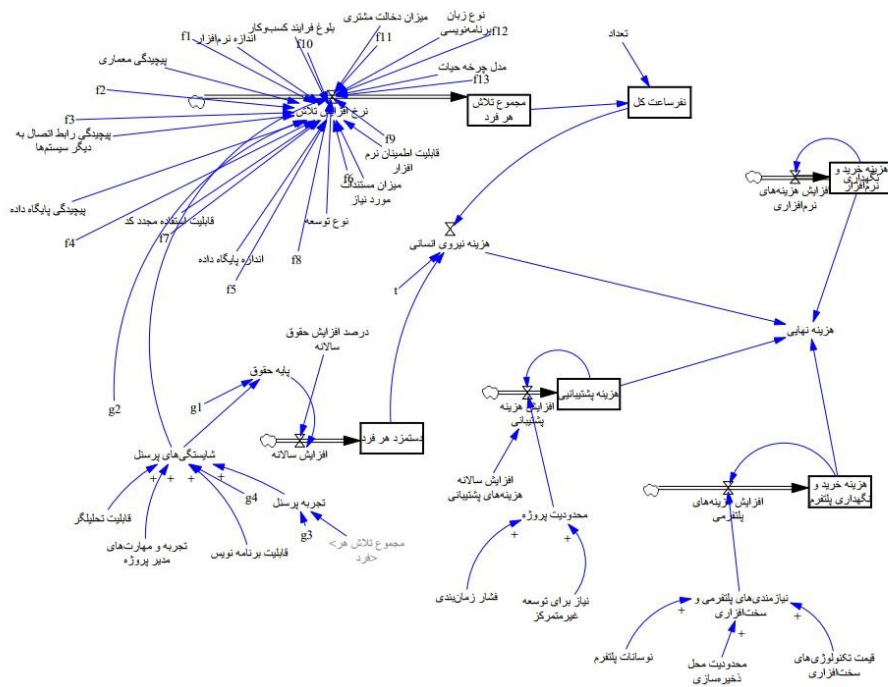 میزان دخالت مشتری
f12
نوع زبان
برنامه‌نویسی
بلوغ فرایند کسب‌وکار
f10
f11
f1
اندازه نرم‌افزار
تعداد
پیچیدگی معماری
مدل چرخه حیات
f13
f2
نرخ افزایش تلاش
مجموع تلاش
هر فرد
نفرساعت کل
f3
پیچیدگی رابط اتصال به
دیگر سیستم‌ها
f9
قابلیت اطمینان نرم
افزار
f6
میزان مستندات
مورد نیاز
هزینه خرید و
نگهداری
نرم‌افزار
افزایش هزینه‌های
نرم‌افزاری
پیچیدگی پایگاه داده
قابلیت استفاده مجدد کد
نوع توسعه
f4
f7
f8
اندازه پایگاه داده
f5
هزینه نیروی انسانی
t
هزینه نهایی
درصد افزایش حقوق
سالانه
پایه حقوق
g1
g2
افزایش سالانه
دستمزد هر فرد
افزایش هزینه
پشتیبانی
هزینه پشتیبانیی
شایستگی‌های پرسنل
+ + + +
g4
تجربه پرسنل
g3
قابلیت تحلیلگر
تجربه و مهارت‌های
مدیر پروژه
قابلیت برنامه نویس
<مجموع تلاش هر
فرد>
افزایش سالانه
هزینه‌های پشتیبانی
محدودیت پروژه
+ +
فشار زمان‌بندی
نیاز برای توسعه
غیرمتمرکز
افزایش هزینه‌های
پلتفرمی
هزینه خرید و
نگهداری پلتفرم
نیازمندی‌های پلتفرمی و
سخت‌افزاری
+ + +
نوسانات پلتفرم
محدودیت محل
ذخیره‌سازی
قیمت تکنولوژی‌های
سخت‌افزاری